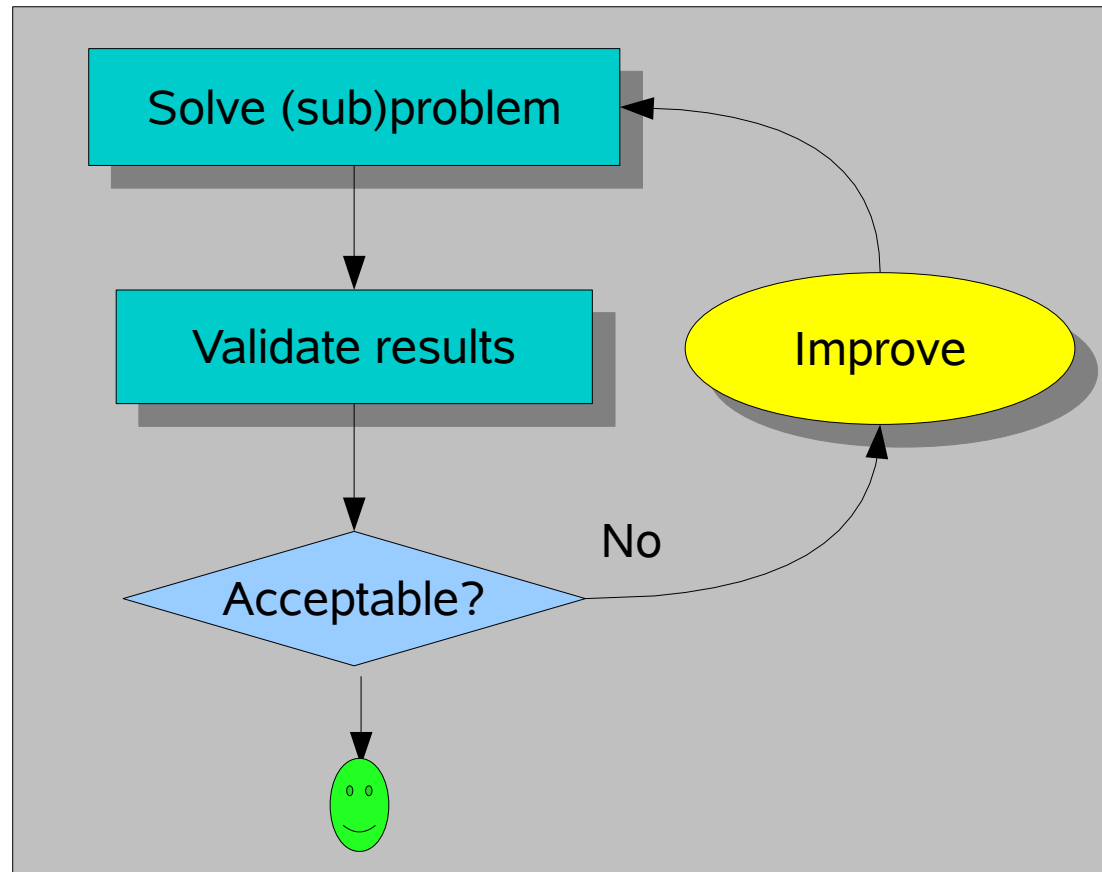 Solve (sub)problem
Validate results
Improve
No
Acceptable?